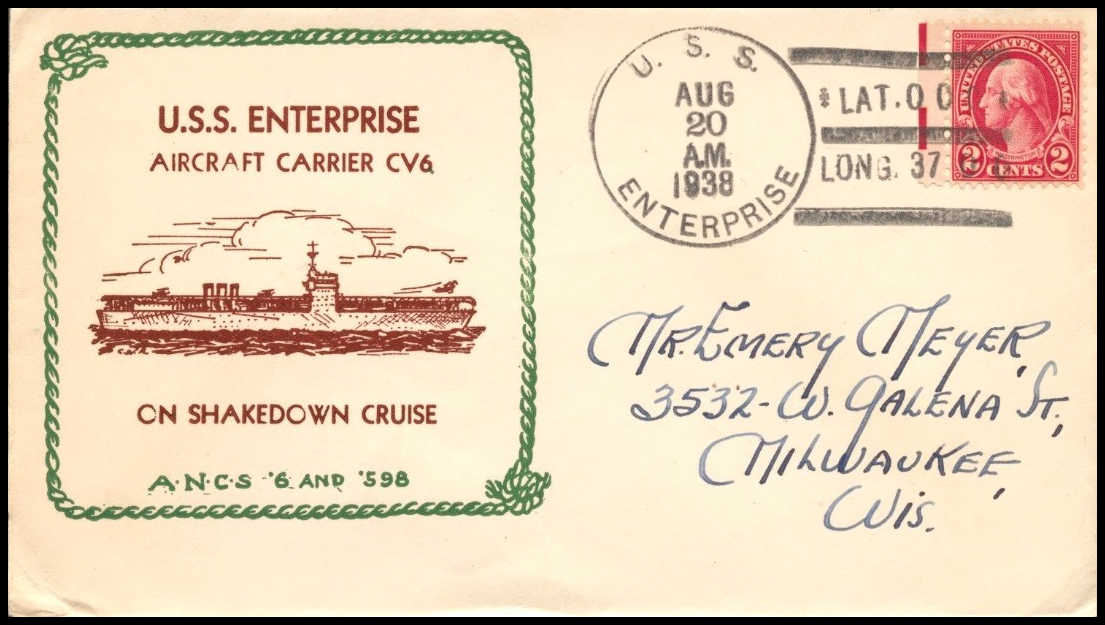 U.S.S. ENTERPRISE
AIRCRAFT CARRIER CV6
ON SHAKEDOWN CRUISE
A·N·C·S '6 AND '598
U. S. S.
AUG
20
A.M.
1938
ENTERPRISE
LAT. 0 0
LONG. 37
UNITED STATES POSTAGE
WASHINGTON
2 CENTS 2
MR. EMERY MEYER,
3532-W. GALENA ST.,
MILWAUKEE,
WIS.